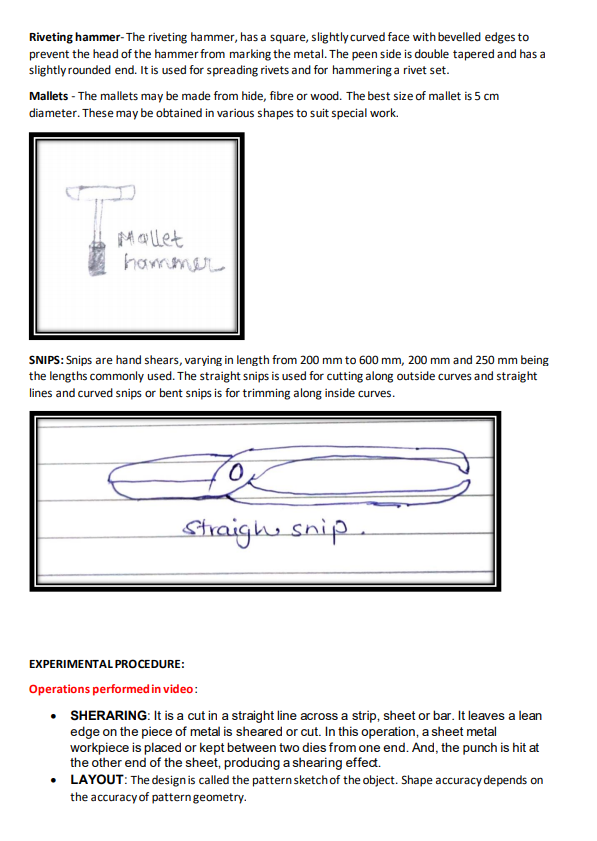 Riveting hammer- The riveting hammer, has a square, slightly curved face with bevelled edges to
prevent the head of the hammer from marking the metal. The peen side is double tapered and has a
slightly rounded end. It is used for spreading rivets and for hammering a rivet set.
Mallets - The mallets may be made from hide, fibre or wood. The best size of mallet is 5 cm
diameter. These may be obtained in various shapes to suit special work.
Mallet
hammer
SNIPS: Snips are hand shears, varying in length from 200 mm to 600 mm, 200 mm and 250 mm being
the lengths commonly used. The straight snips is used for cutting along outside curves and straight
lines and curved snips or bent snips is for trimming along inside curves.
straigh snip.
EXPERIMENTAL PROCEDURE:
Operations performed in video:
• SHERARING: It is a cut in a straight line across a strip, sheet or bar. It leaves a lean
edge on the piece of metal is sheared or cut. In this operation, a sheet metal
workpiece is placed or kept between two dies from one end. And, the punch is hit at
the other end of the sheet, producing a shearing effect.
• LAYOUT: The design is called the pattern sketch of the object. Shape accuracy depends on
the accuracy of pattern geometry.